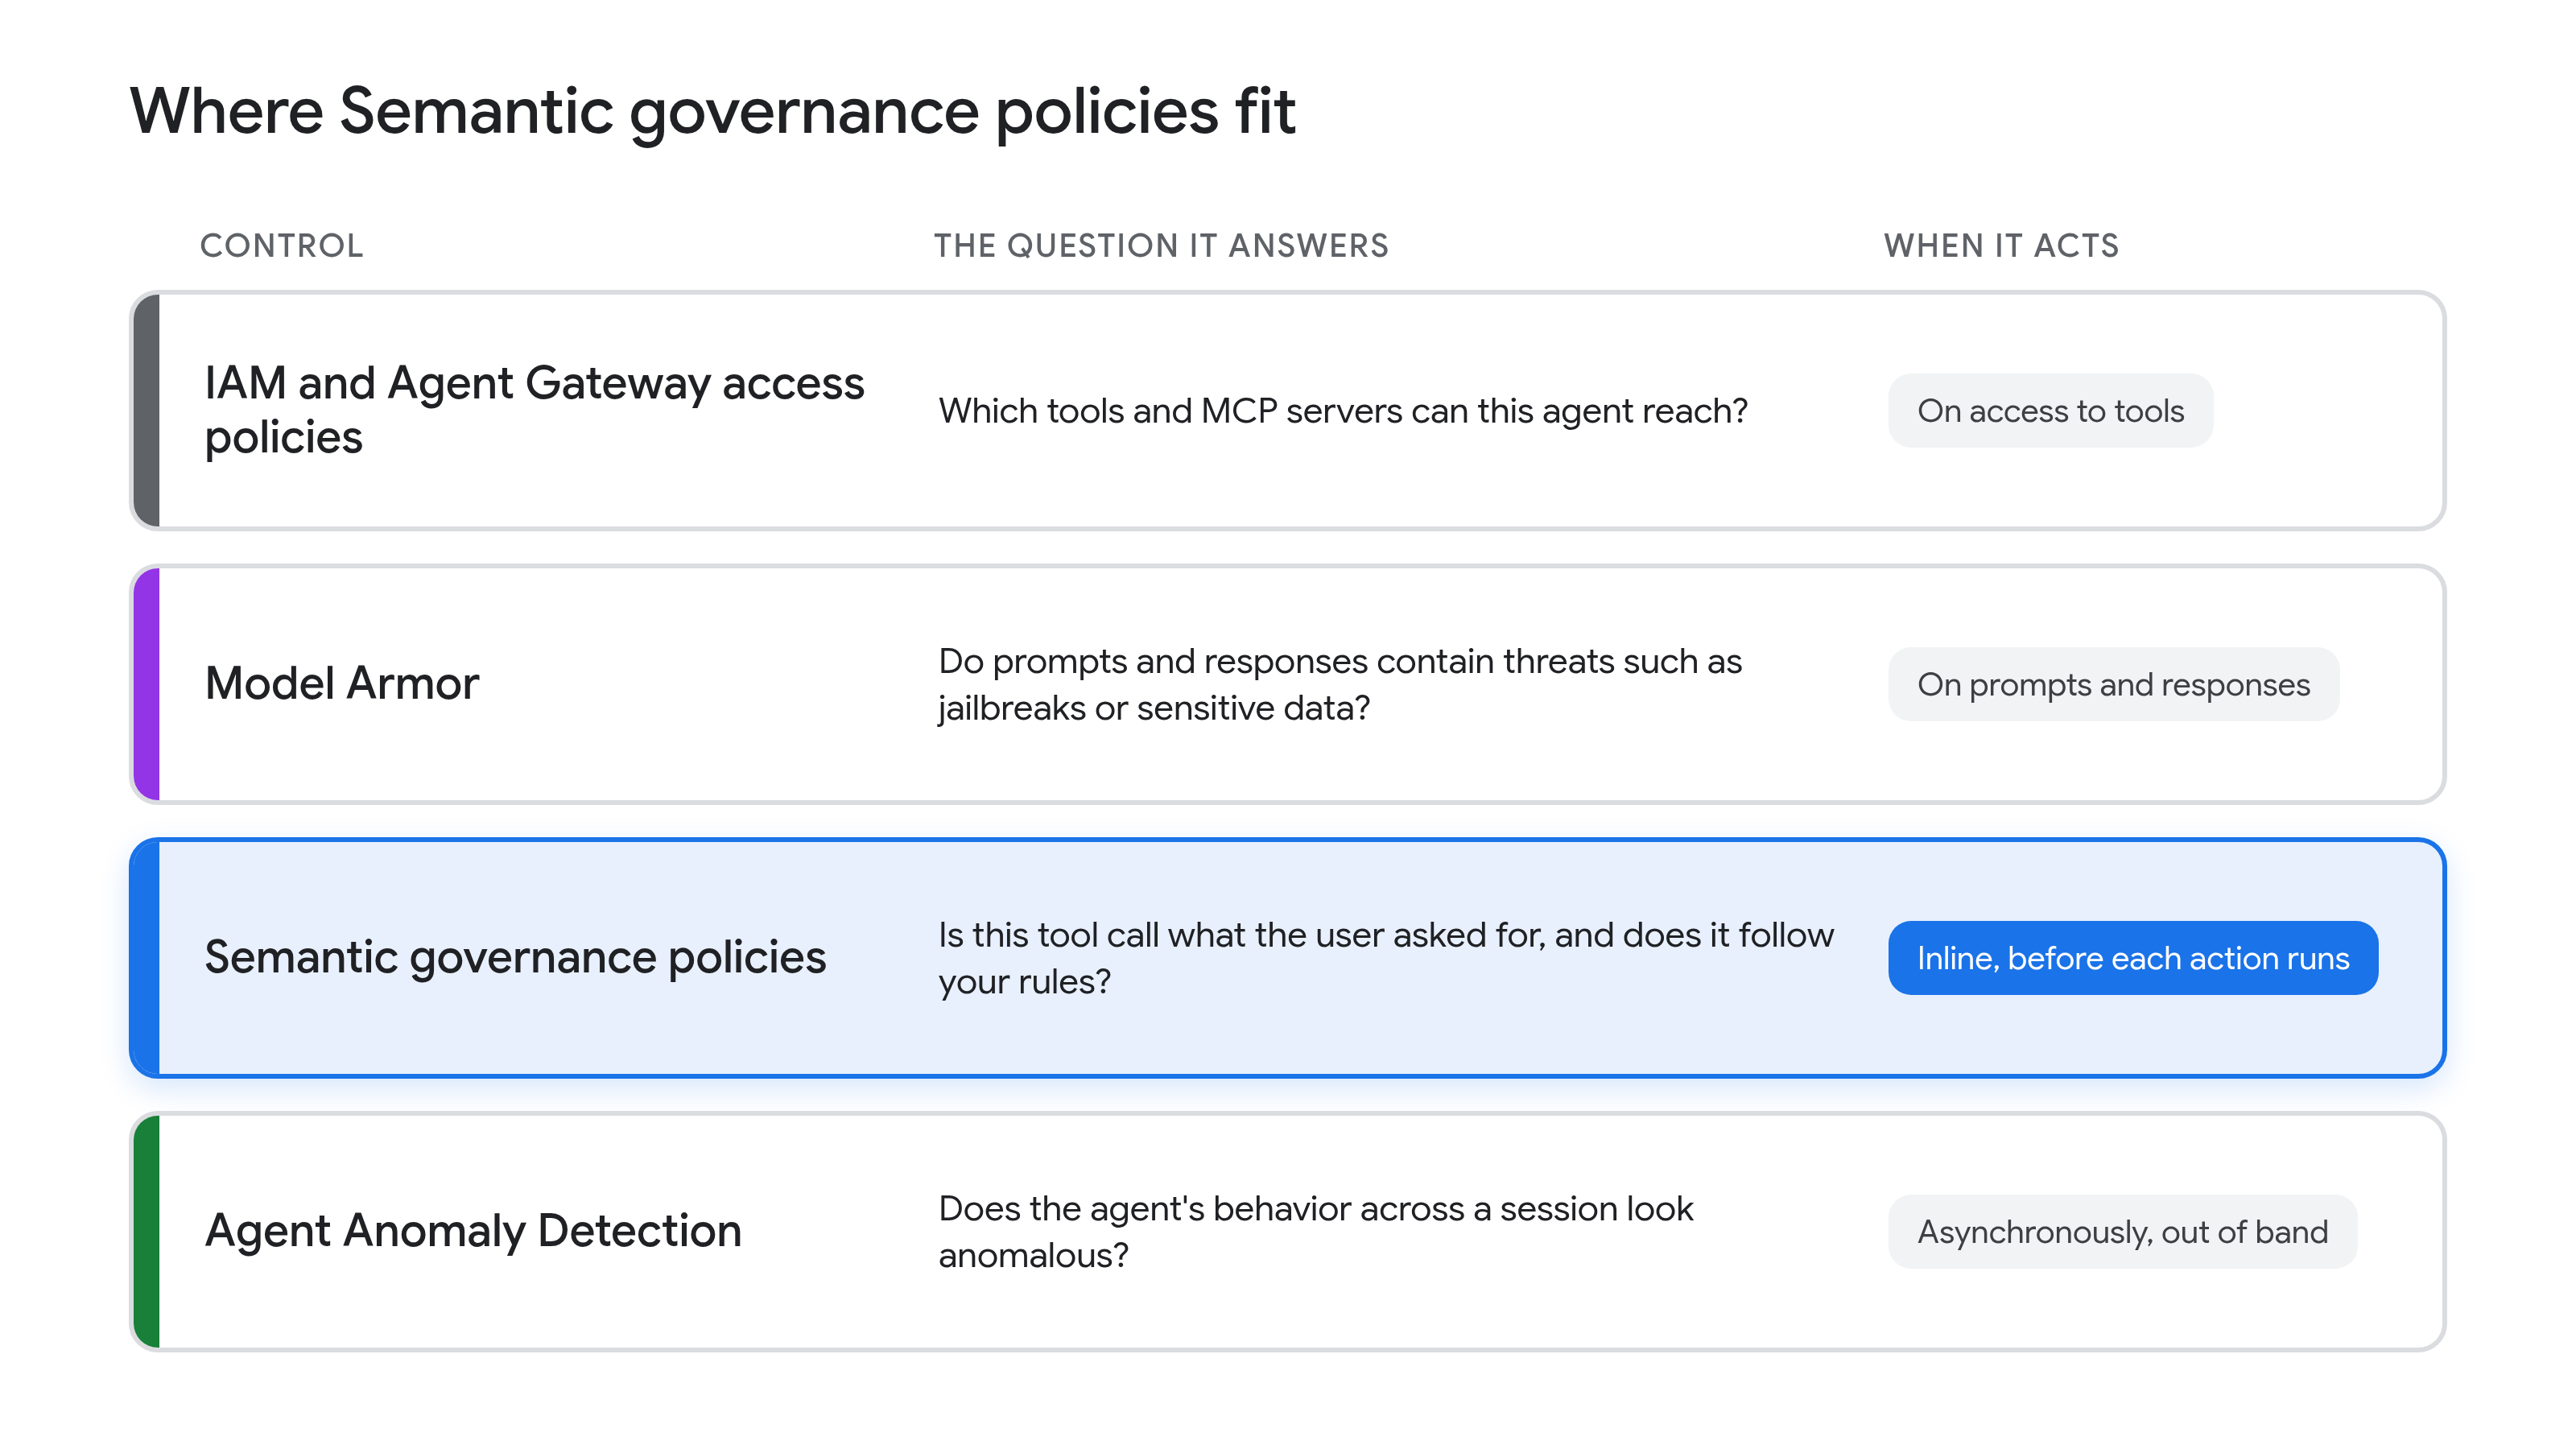 Where Semantic governance policies fit
CONTROL
THE QUESTION IT ANSWERS
WHEN IT ACTS
IAM and Agent Gateway access
policies
Which tools and MCP servers can this agent reach?
On access to tools
Model Armor
Do prompts and responses contain threats such as
jailbreaks or sensitive data?
On prompts and responses
Semantic governance policies
Is this tool call what the user asked for, and does it follow
your rules?
Inline, before each action runs
Agent Anomaly Detection
Does the agent's behavior across a session look
anomalous?
Asynchronously, out of band